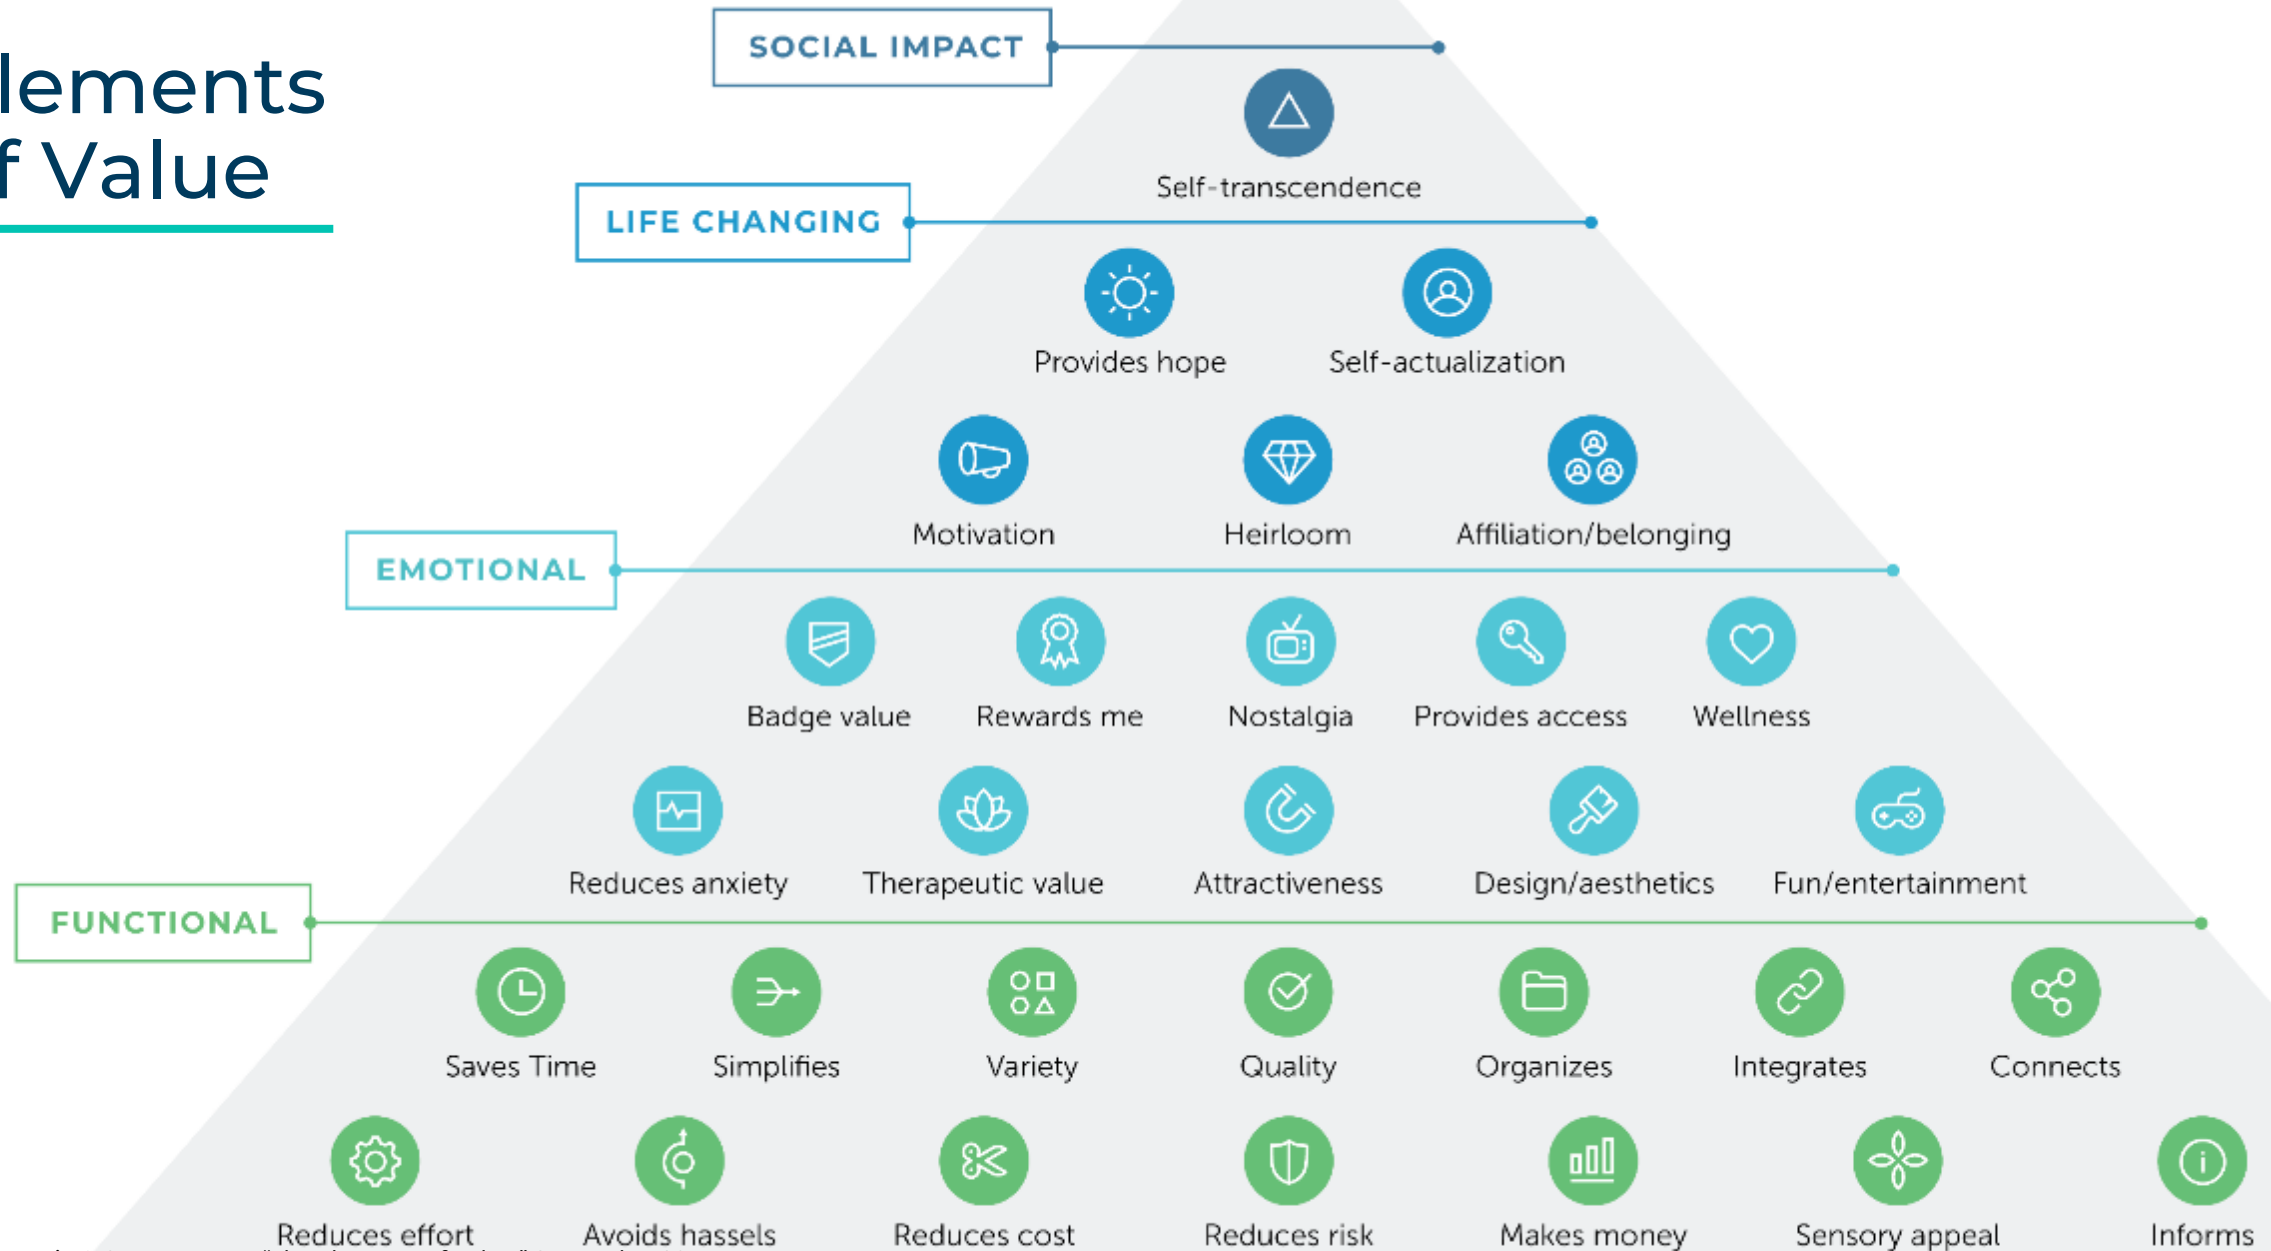 lements
f Value
SOCIAL IMPACT
Self-transcendence
LIFE CHANGING
Provides hope
Self-actualization
Motivation
Heirloom
Affiliation/belonging
EMOTIONAL
Badge value
Rewards me
Nostalgia
Provides access
Wellness
Reduces anxiety
Therapeutic value
Attractiveness
Design/aesthetics
Fun/entertainment
FUNCTIONAL
Saves Time
Simplifies
Variety
Quality
Organizes
Integrates
Connects
Reduces effort
Avoids hassels
Reduces cost
Reduces risk
Makes money
Sensory appeal
Informs